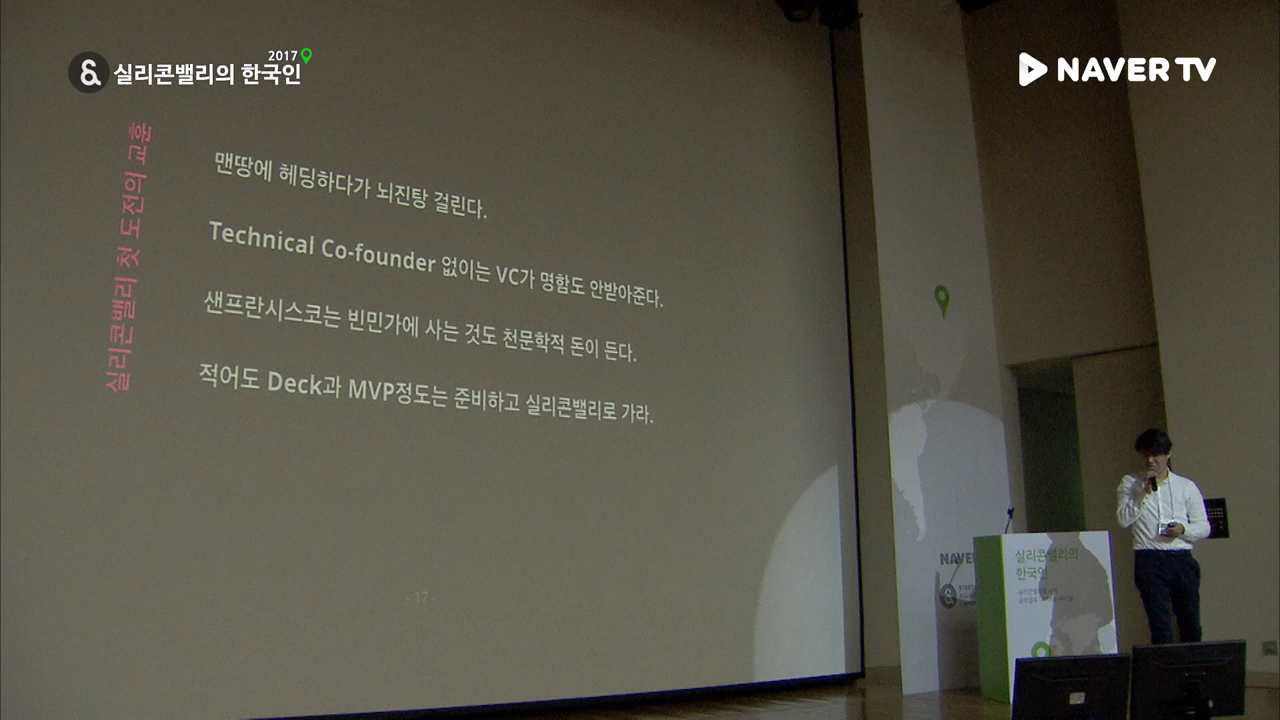 2017
실리콘밸리의 한국인
NAVER TV
실리콘밸리 첫 도전의 교훈
맨땅에 헤딩하다가 뇌진탕 걸린다.
Technical Co-founder 없이는 VC가 명함도 안받아준다.
샌프란시스코는 빈민가에 사는 것도 천문학적 돈이 든다.
적어도 Deck과 MVP정도는 준비하고 실리콘밸리로 가라.
- 17 -
NAVE
실리콘밸리의
한국인